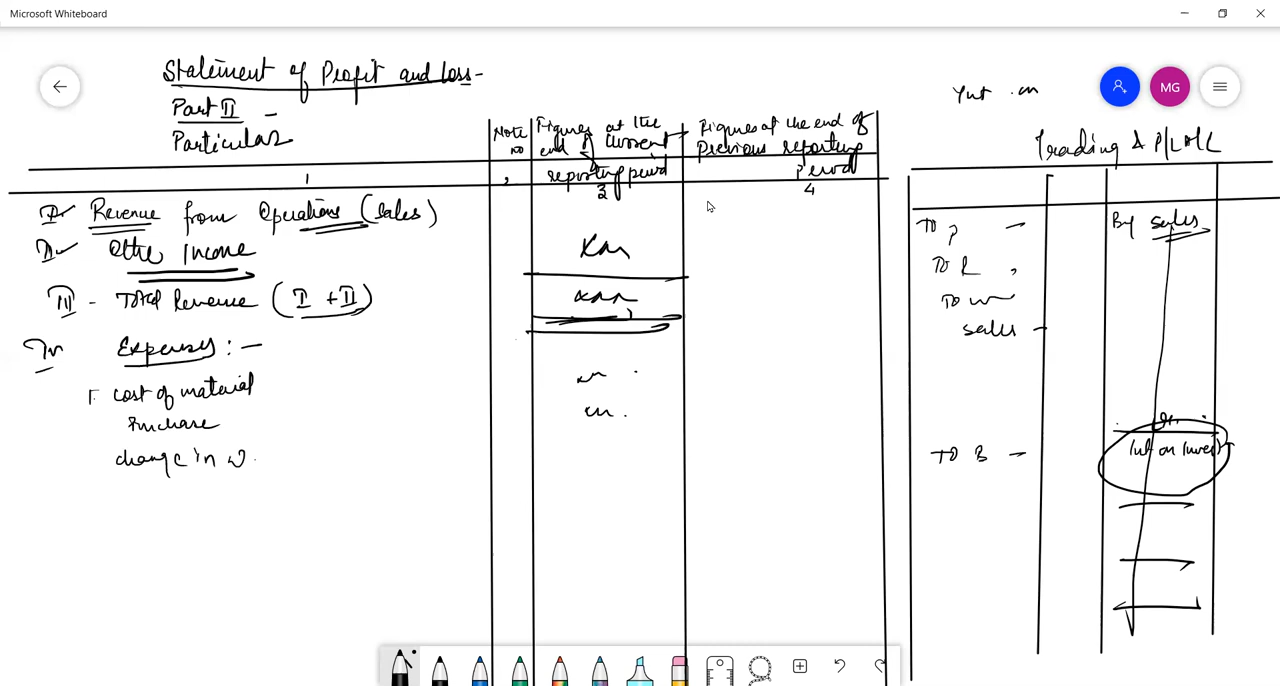 Microsoft Whiteboard
Statement of Profit and Loss -
Part II -
Particulars
Note no
Figures at the end of current reporting period
Figures at the end of Previous reporting Period
1
3
4
I Revenue from Operations (Sales)
II Other Income
III - Total Revenue (I + II)
IV Expenses : -
1. cost of material
Purchase
change in
MG
Trading & P/L A/C
To P -
By sales
To R
To w
sales -
To B -
Int on Invest